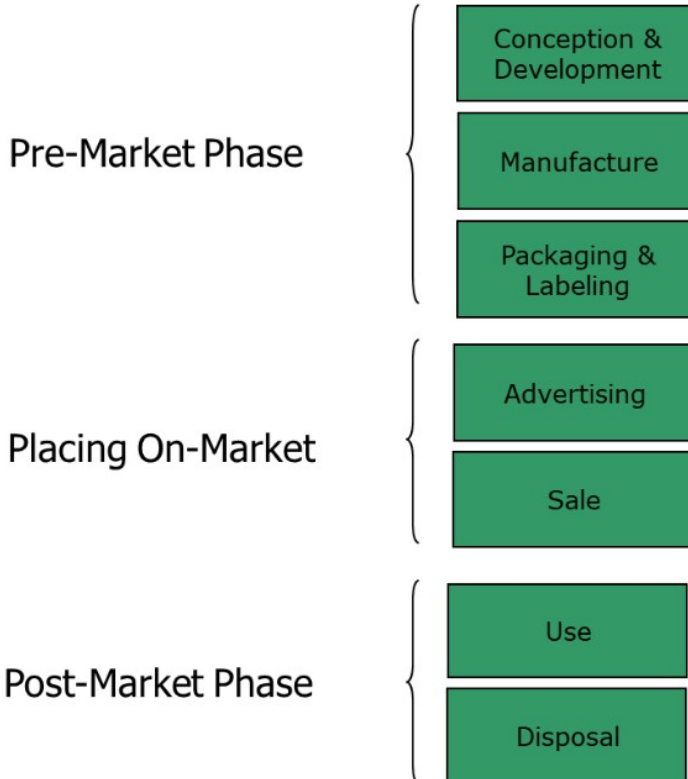 Conception &
Development
Pre-Market Phase
Manufacture
Packaging &
Labeling
Advertising
Placing On-Market
Sale
Use
Post-Market Phase
Disposal